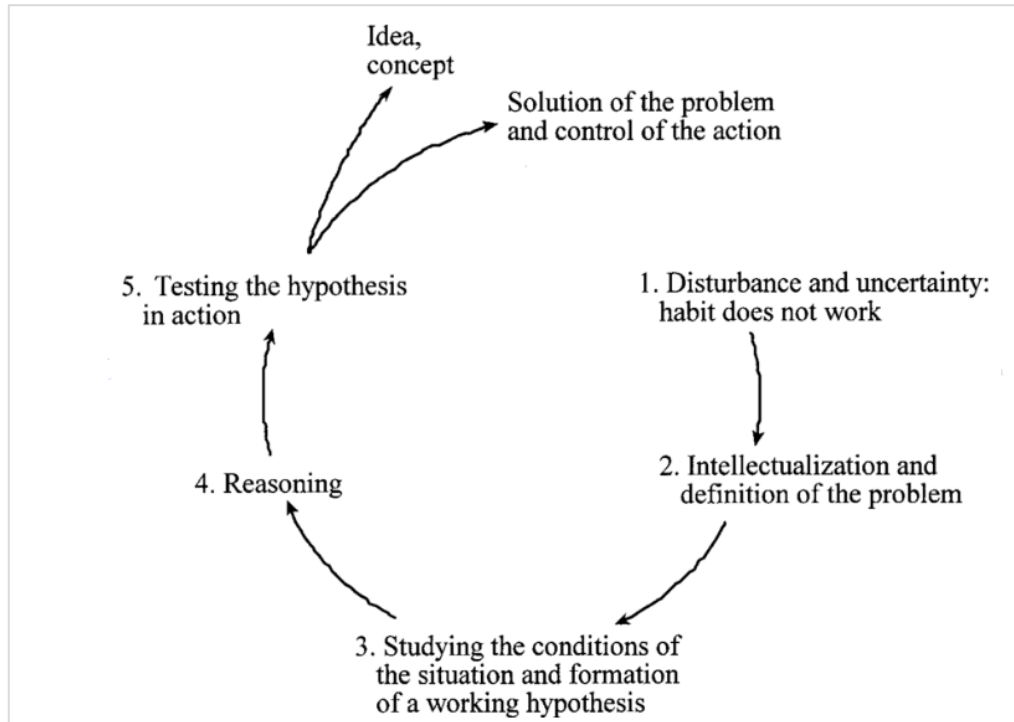 Idea,
concept
Solution of the problem
and control of the action
5. Testing the hypothesis
in action
1. Disturbance and uncertainty:
habit does not work
4. Reasoning
2. Intellectualization and
definition of the problem
3. Studying the conditions of
the situation and formation
of a working hypothesis